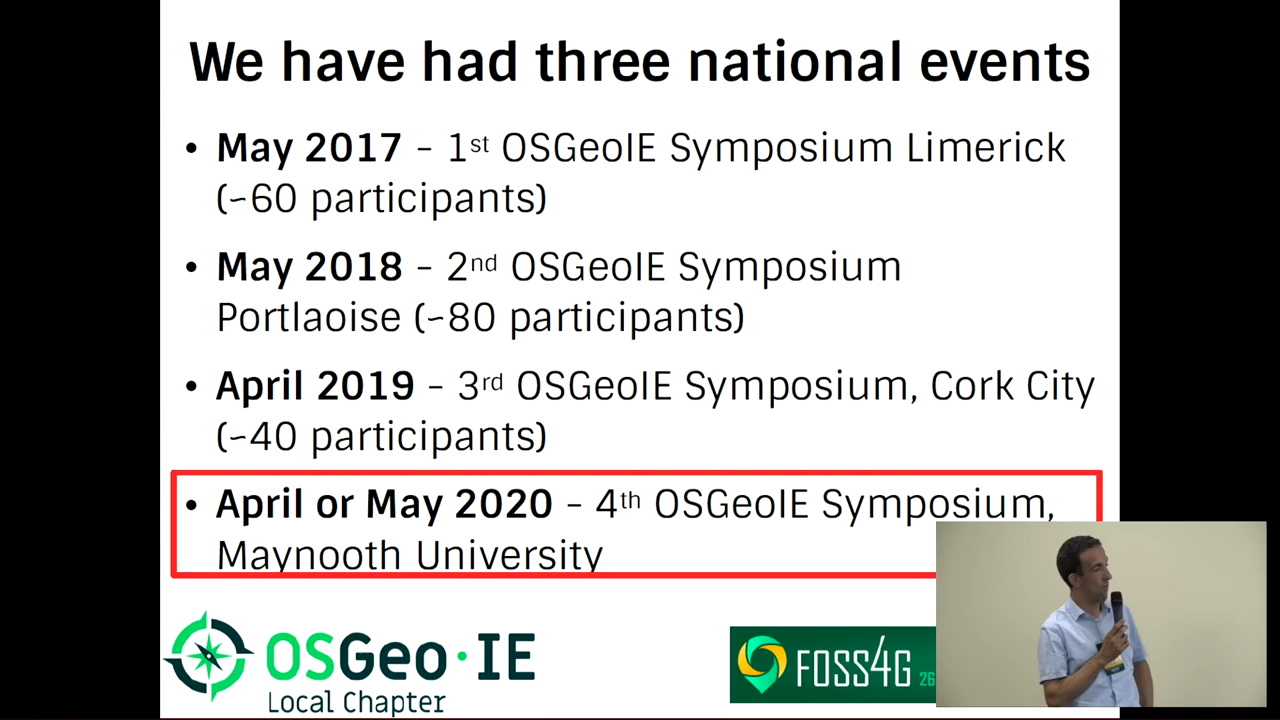 We have had three national events
• May 2017 – 1st OSGeoIE Symposium Limerick
(~60 participants)
• May 2018 – 2nd OSGeoIE Symposium
Portlaoise (~80 participants)
• April 2019 – 3rd OSGeoIE Symposium, Cork City
(~40 participants)
• April or May 2020 – 4th OSGeoIE Symposium,
Maynooth University
OSGeo·IE
Local Chapter
FOSS4G 26